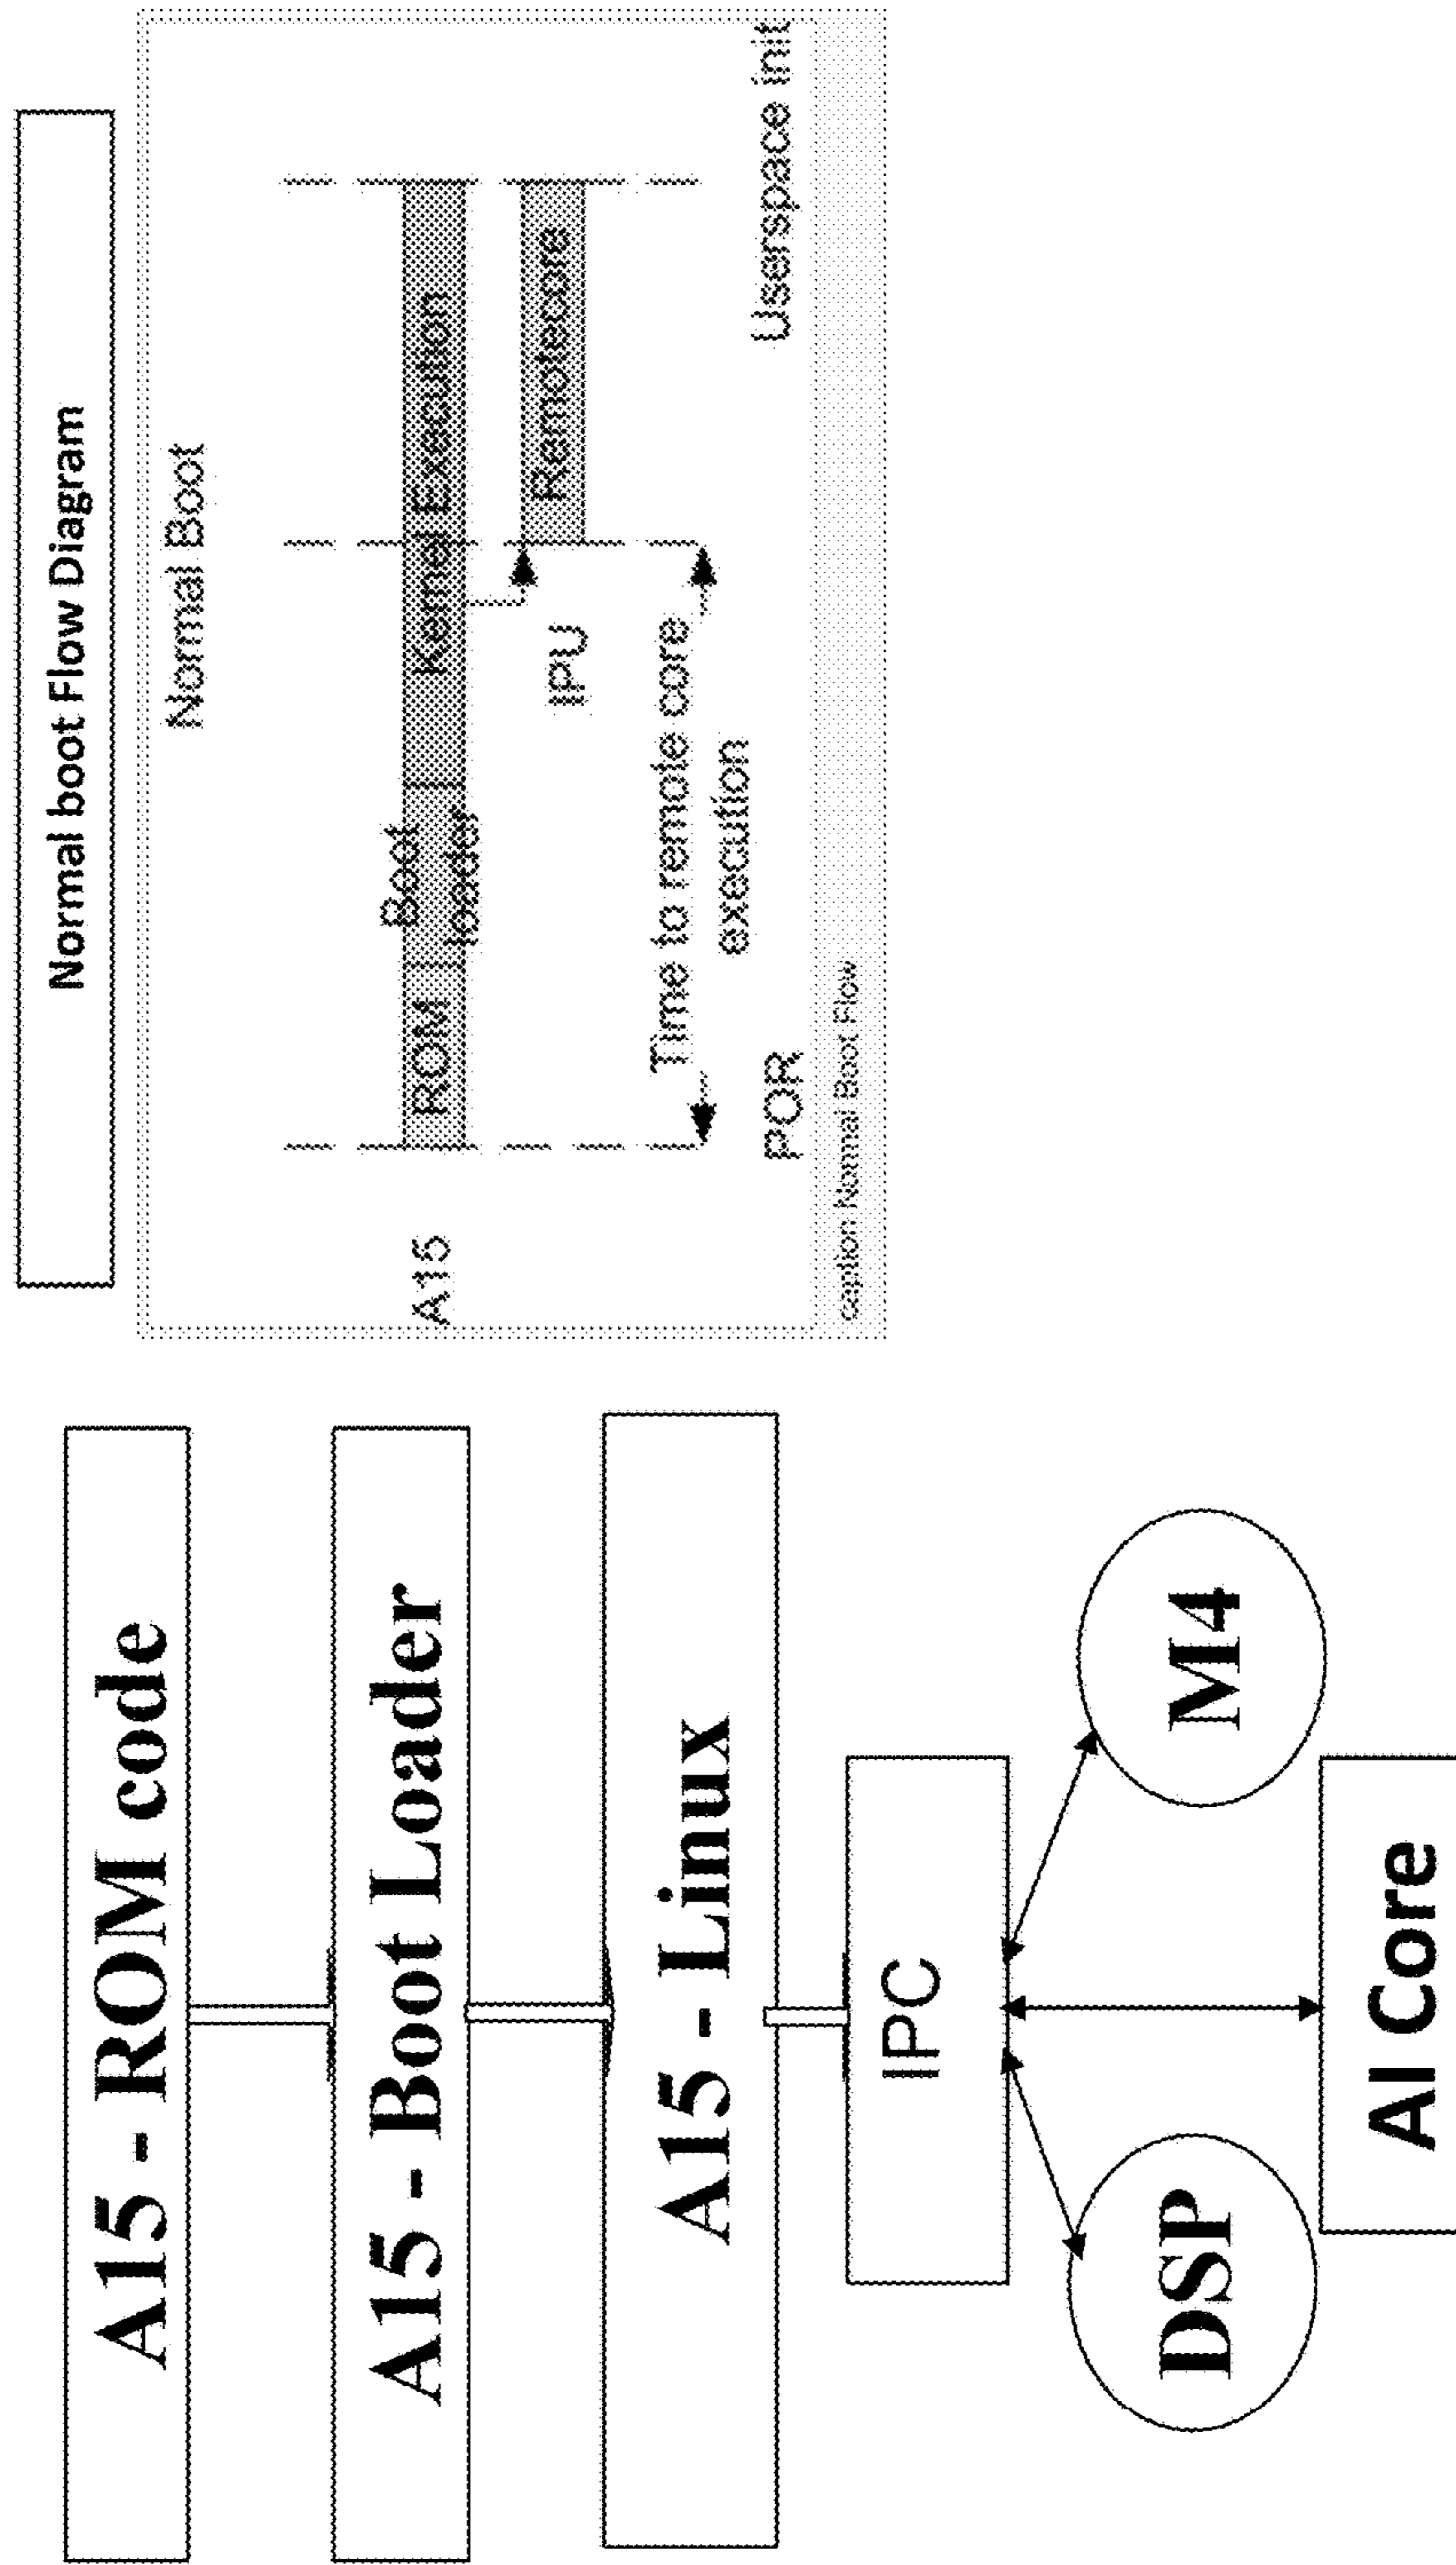 A15 - ROM code
A15 - Boot Loader
A15 - Linux
IPC
DSP
M4
AI Core
Normal boot Flow Diagram
Normal Boot
A15
ROM
Boot
loader
Kernel Execution
IPU
Remotecore
Time to remote core
execution
POR
Userspace init
caption Normal Boot Flow